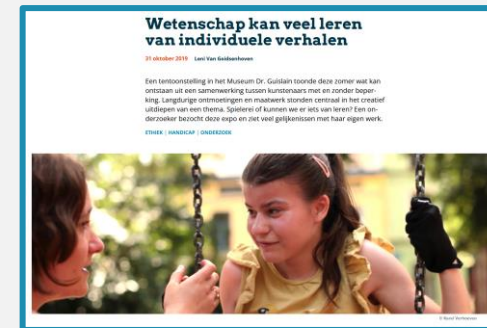 Wetenschap kan veel leren
van individuele verhalen
31 oktober 2019 Leni Van Goidsenhoven
Een tentoonstelling in het Museum Dr. Guislain toonde deze zomer wat kan
ontstaan uit een samenwerking tussen kunstenaars met en zonder beper-
king. Langdurige ontmoetingen en maatwerk stonden centraal in het creatief
uitdiepen van een thema. Spielerei of kunnen we er iets van leren? Een on-
derzoeker bezocht deze expo en ziet veel gelijkenissen met haar eigen werk.
ETHIEK | HANDICAP | ONDERZOEK